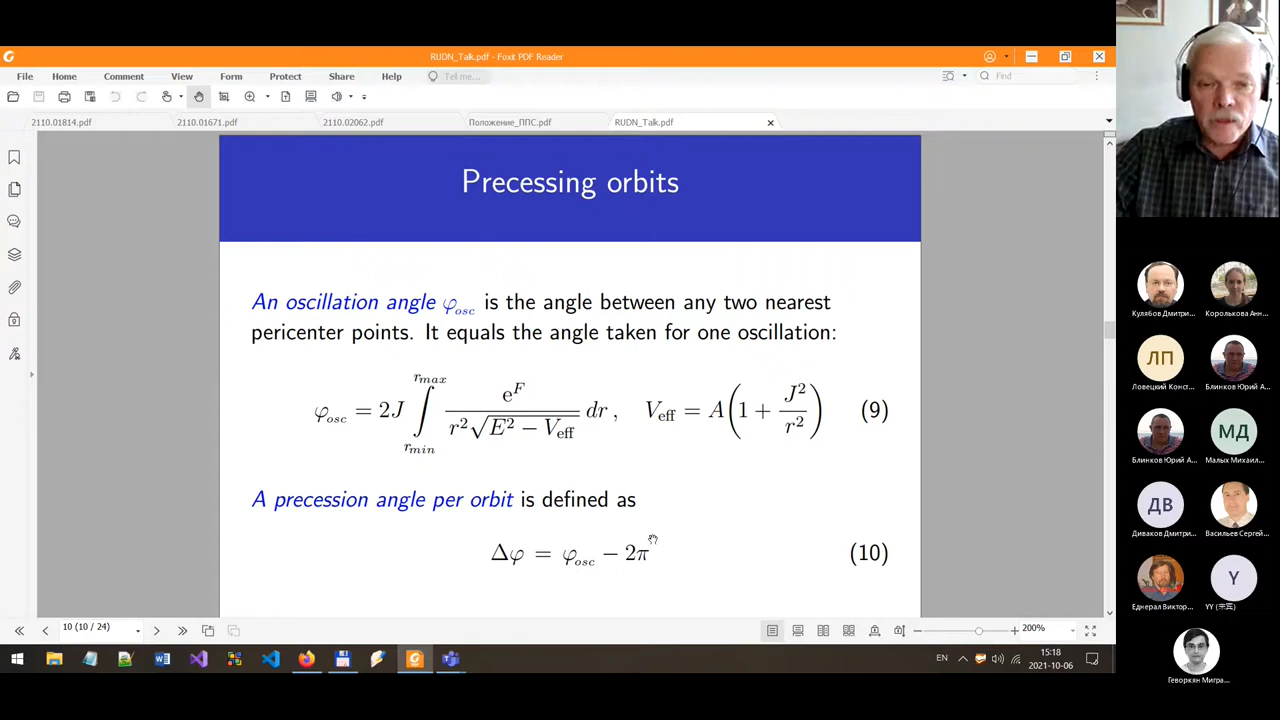 RUDN_Talk.pdf - Foxit PDF Reader
File Home Comment View Form Protect Share Help Tell me... Find
2110.01814.pdf 2110.01671.pdf 2110.02062.pdf Положение_ППС.pdf RUDN_Talk.pdf
Precessing orbits
An oscillation angle φ_osc is the angle between any two nearest
pericenter points. It equals the angle taken for one oscillation:
φ_osc = 2J ∫_{r_min}^{r_max} e^F / (r² √(E² − V_eff)) dr , V_eff = A(1 + J²/r²) (9)
A precession angle per orbit is defined as
Δφ = φ_osc − 2π (10)
10 (10 / 24)
200%
EN
15:18
2021-10-06
Кулябов Дмитри...
Королькова Анн...
ЛП
Ловецкий Конст...
Блинков Юрий А...
Блинков Юрий А...
МД
Малых Михаил...
ДВ
Диваков Дмитри...
Васильев Сергей...
Еднерал Виктор...
Y
Геворкян Мигра...